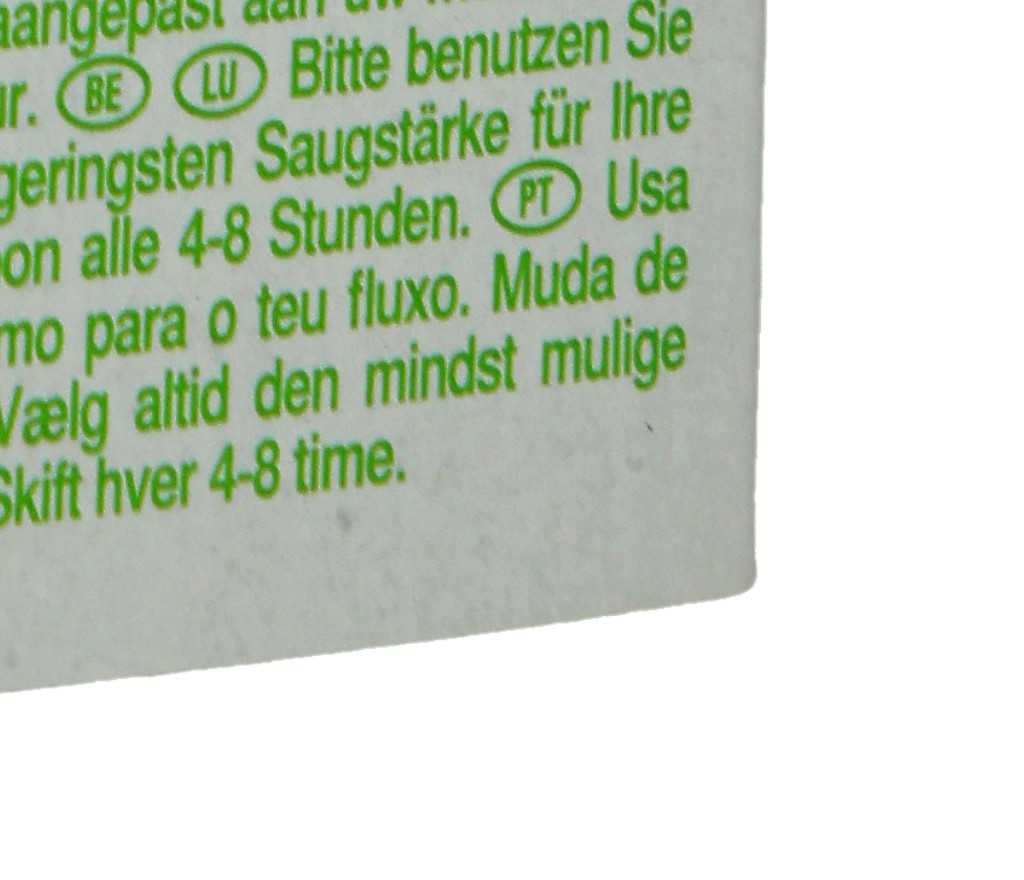 aangepast aan uw
ur. BE LU Bitte benutzen Sie
geringsten Saugstärke für Ihre
on alle 4-8 Stunden. PT Usa
mo para o teu fluxo. Muda de
Vælg altid den mindst mulige
Skift hver 4-8 time.